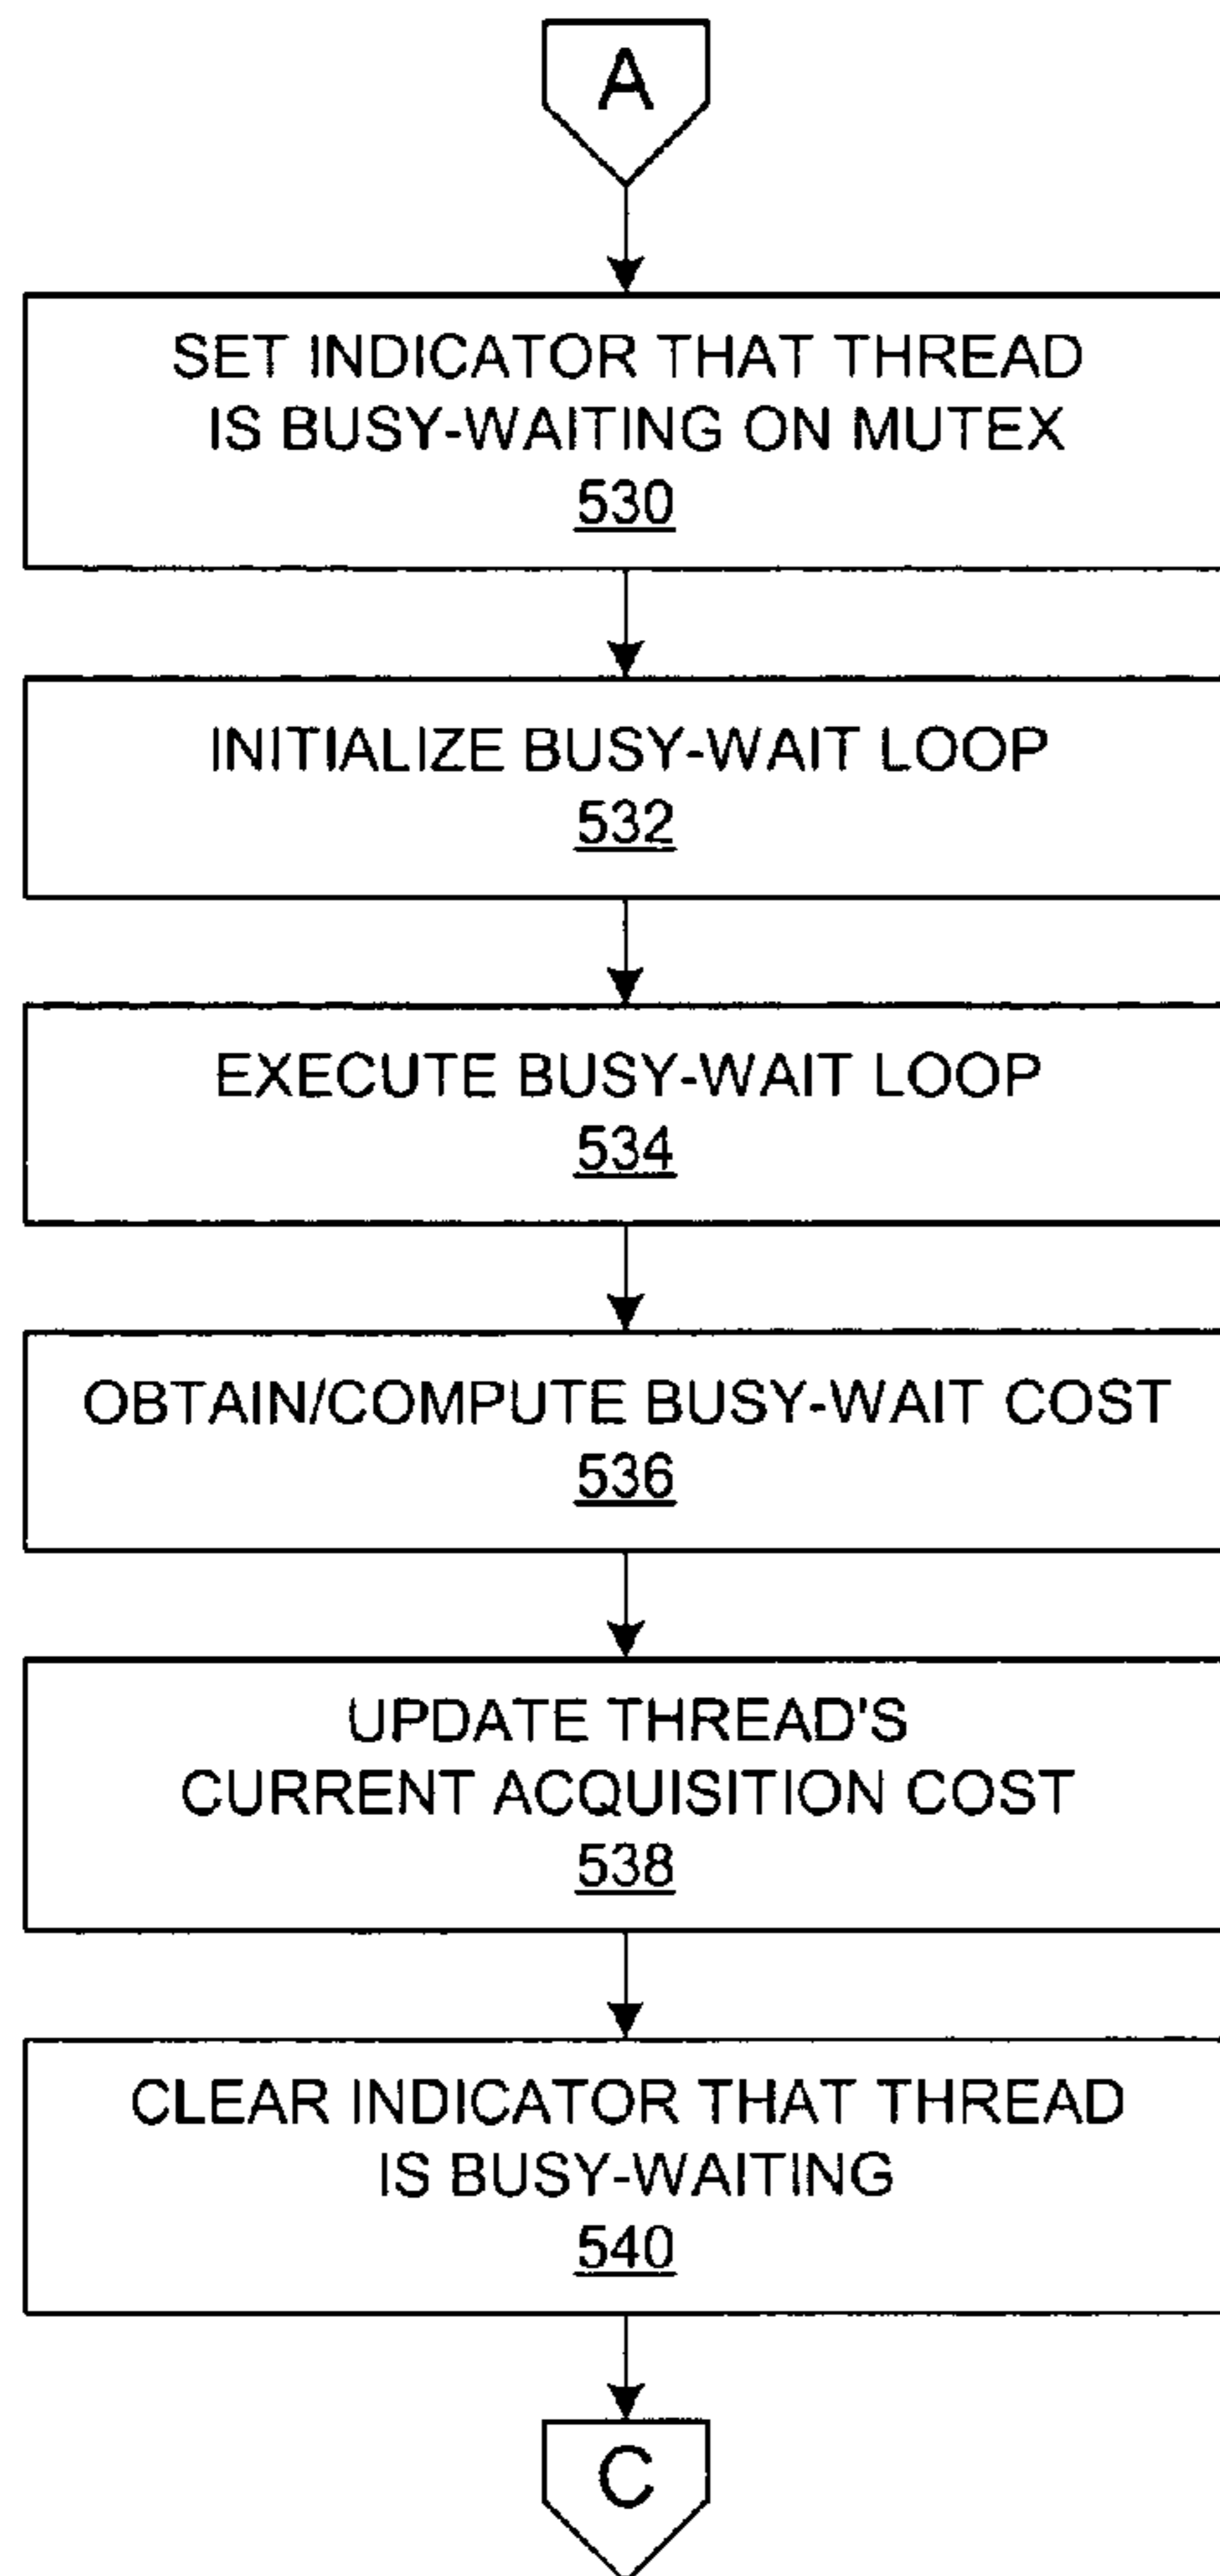 A
SET INDICATOR THAT THREAD
IS BUSY-WAITING ON MUTEX
530
INITIALIZE BUSY-WAIT LOOP
532
EXECUTE BUSY-WAIT LOOP
534
OBTAIN/COMPUTE BUSY-WAIT COST
536
UPDATE THREAD'S
CURRENT ACQUISITION COST
538
CLEAR INDICATOR THAT THREAD
IS BUSY-WAITING
540
C